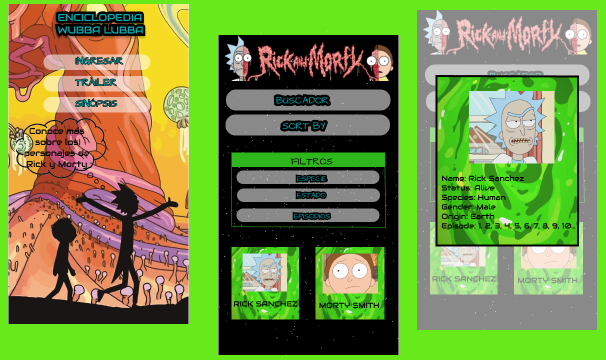 ENCICLOPEDIA
WUBBA LUBBA
INGRESAR
TRÁILER
SINÓPSIS
Conoce más
sobre los
personajes de
Rick y Morty
RICK AND MORTY
BUSCADOR
SORT BY
FILTROS
ESPECIE
ESTADO
EPISODIOS
RICK SANCHEZ
MORTY SMITH
RICK AND MORTY
Name: Rick Sanchez
Status: Alive
Species: Human
Gender: Male
Origin: Earth
Episode: 1, 2, 3, 4, 5, 6, 7, 8, 9, 10...
RICK SANCHEZ
MORTY SMITH